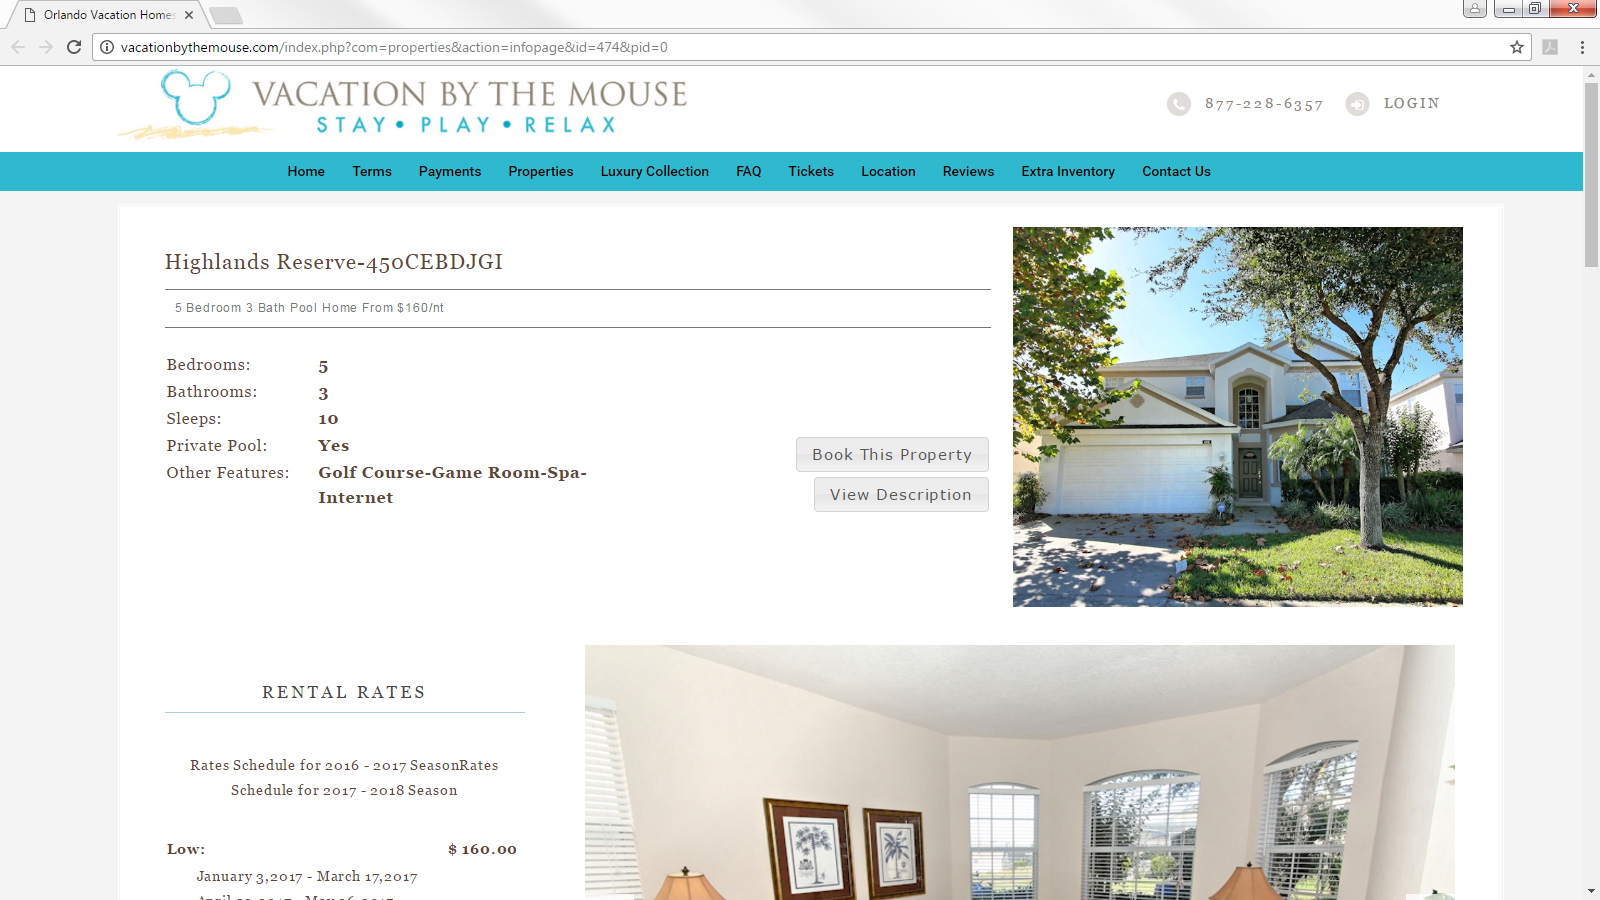 Orlando Vacation Homes
vacationbythemouse.com/index.php?com=properties&action=infopage&id=474&pid=0
VACATION BY THE MOUSE
STAY • PLAY • RELAX
877-228-6357
LOGIN
Home Terms Payments Properties Luxury Collection FAQ Tickets Location Reviews Extra Inventory Contact Us
Highlands Reserve-450CEBDJGI
5 Bedroom 3 Bath Pool Home From $160/nt
Bedrooms: 5
Bathrooms: 3
Sleeps: 10
Private Pool: Yes
Other Features: Golf Course-Game Room-Spa-
Internet
Book This Property
View Description
RENTAL RATES
Rates Schedule for 2016 - 2017 SeasonRates
Schedule for 2017 - 2018 Season
Low: $ 160.00
January 3,2017 - March 17,2017